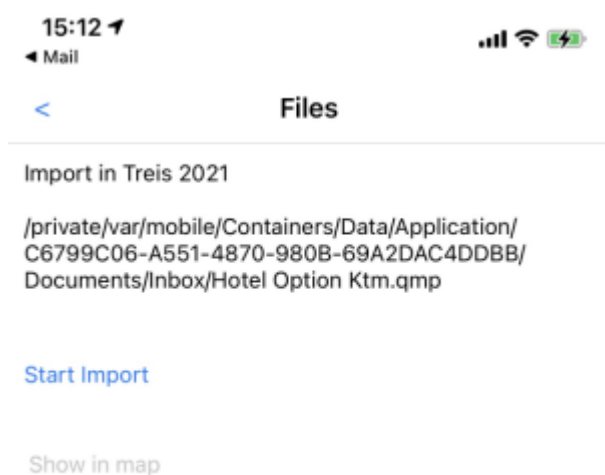 15:12
Mail
< Files
Import in Treis 2021
/private/var/mobile/Containers/Data/Application/
C6799C06-A551-4870-980B-69A2DAC4DDBB/
Documents/Inbox/Hotel Option Ktm.qmp
Start Import
Show in map